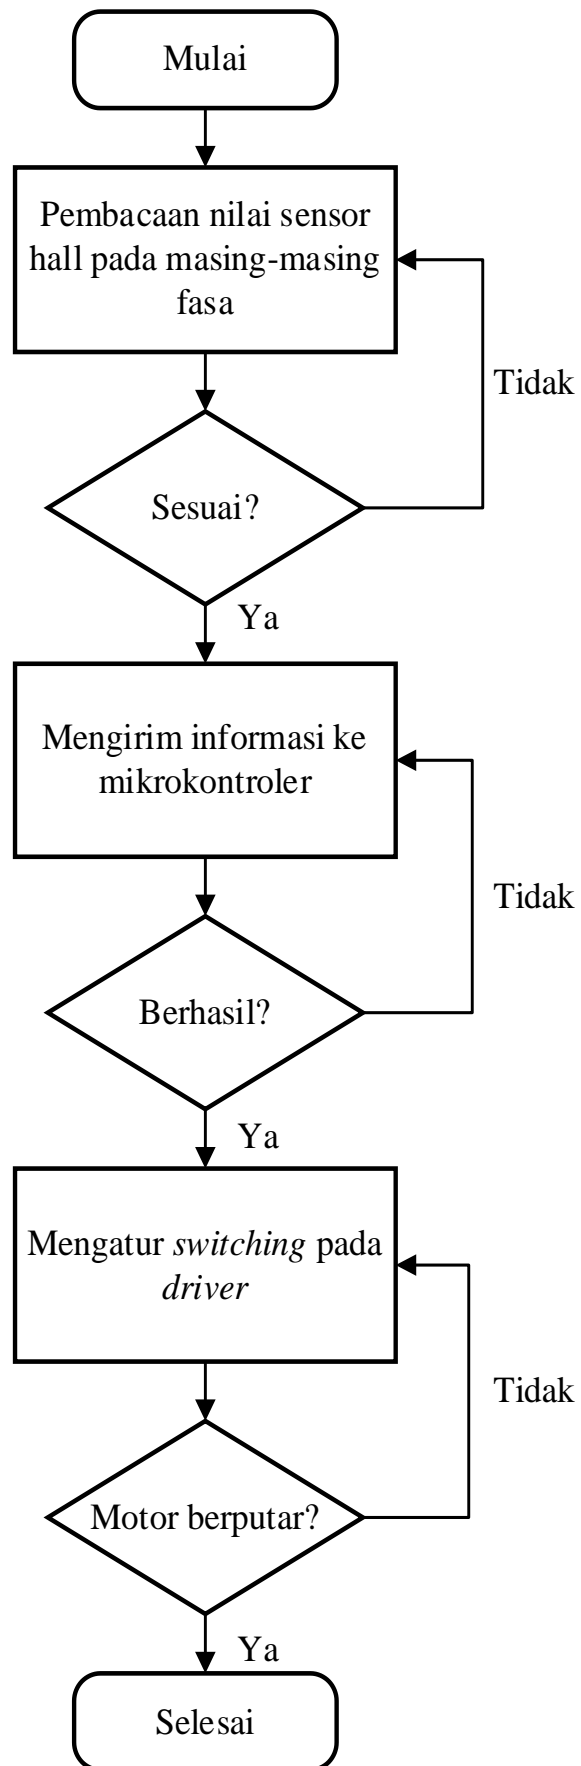 Mulai
Pembacaan nilai sensor
hall pada masing-masing
fasa
Tidak
Sesuai?
Ya
Mengirim informasi ke
mikrokontroler
Tidak
Berhasil?
Ya
Mengatur switching pada
driver
Tidak
Motor berputar?
Ya
Selesai